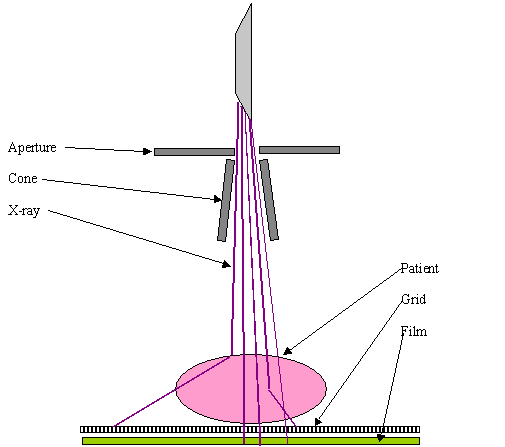 Aperture
Cone
X-ray
Patient
Grid
Film